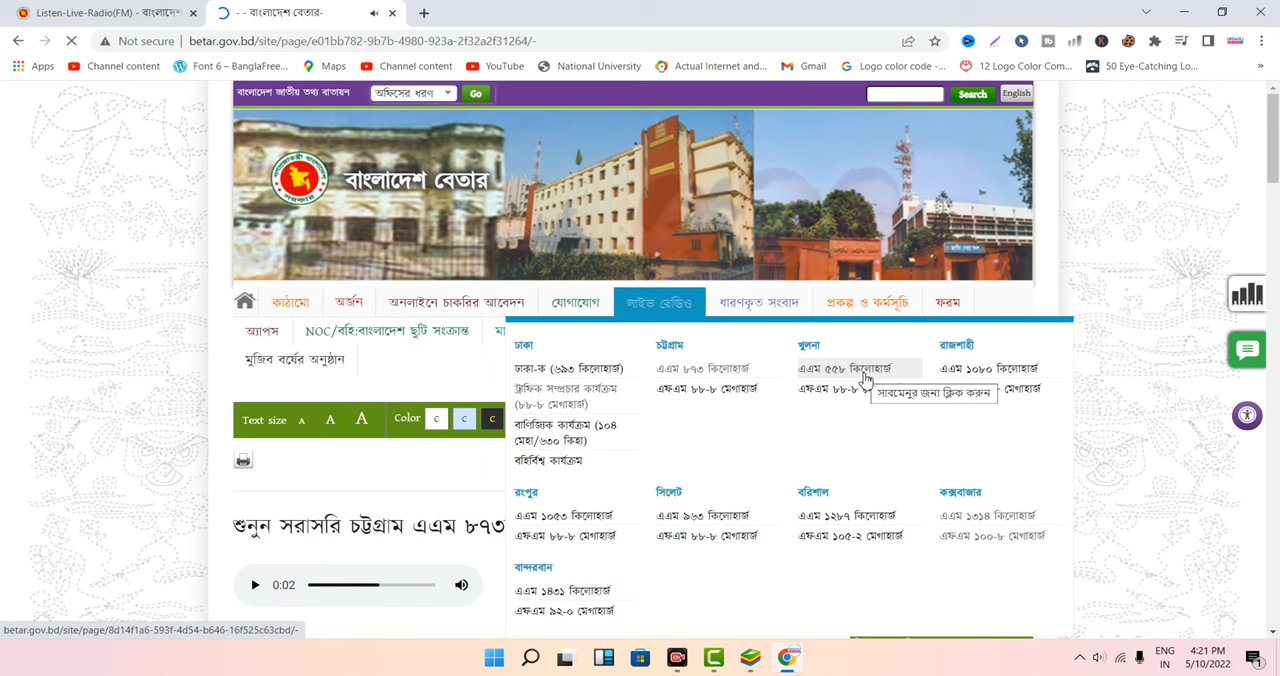 Listen-Live-Radio(FM) - বাংলাদেশ
- - বাংলাদেশ বেতার-
Not secure betar.gov.bd/site/page/e01bb782-9b7b-4980-923a-2f32a2f31264/-
Apps Channel content Font 6 – BanglaFree... Maps Channel content YouTube National University Actual Internet and... Gmail Logo color code -... 12 Logo Color Com... 50 Eye-Catching Lo... »
বাংলাদেশ জাতীয় তথ্য বাতায়ন অফিসের ধরণ Go Search English
বাংলাদেশ বেতার
কাঠামো অর্জন অনলাইনে চাকরির আবেদন যোগাযোগ লাইভ রেডিও ধারণকৃত সংবাদ প্রকল্প ও কর্মসূচি ফরম
অ্যাপস NOC/বহি:বাংলাদেশ ছুটি সংক্রান্ত
মুজিব বর্ষের অনুষ্ঠান
ঢাকা চট্টগ্রাম খুলনা রাজশাহী
ঢাকা-ক (৬৯৩ কিলোহার্জ) এএম ৮৭৩ কিলোহার্জ এএম ৫৫৮ কিলোহার্জ এএম ১০৮০ কিলোহার্জ
ট্রাফিক সম্প্রচার কার্যক্রম এফএম ৮৮-৮ মেগাহার্জ এফএম ৮৮-৮ মেগাহার্জ
(৮৮-৮ মেগাহার্জ) সাবমেনুর জন্য ক্লিক করুন
বাণিজ্যিক কার্যক্রম (১০৪
মেহা/৬৩০ কিহা)
বহির্বিশ্ব কার্যক্রম
রংপুর সিলেট বরিশাল কক্সবাজার
এএম ১০৫৩ কিলোহার্জ এএম ৯৬৩ কিলোহার্জ এএম ১২৮৭ কিলোহার্জ এএম ১৩১৪ কিলোহার্জ
এফএম ৮৮-৮ মেগাহার্জ এফএম ৮৮-৮ মেগাহার্জ এফএম ১০৫-২ মেগাহার্জ এফএম ১০০-৮ মেগাহার্জ
বান্দরবান
এএম ১৪৩১ কিলোহার্জ
এফএম ৯২-০ মেগাহার্জ
Text size A A A Color C C C
শুনুন সরাসরি চট্টগ্রাম এএম ৮৭৩
0:02
betar.gov.bd/site/page/8d14f1a6-593f-4d54-b646-16f525c63cbd/-
ENG
IN
4:21 PM
5/10/2022
1